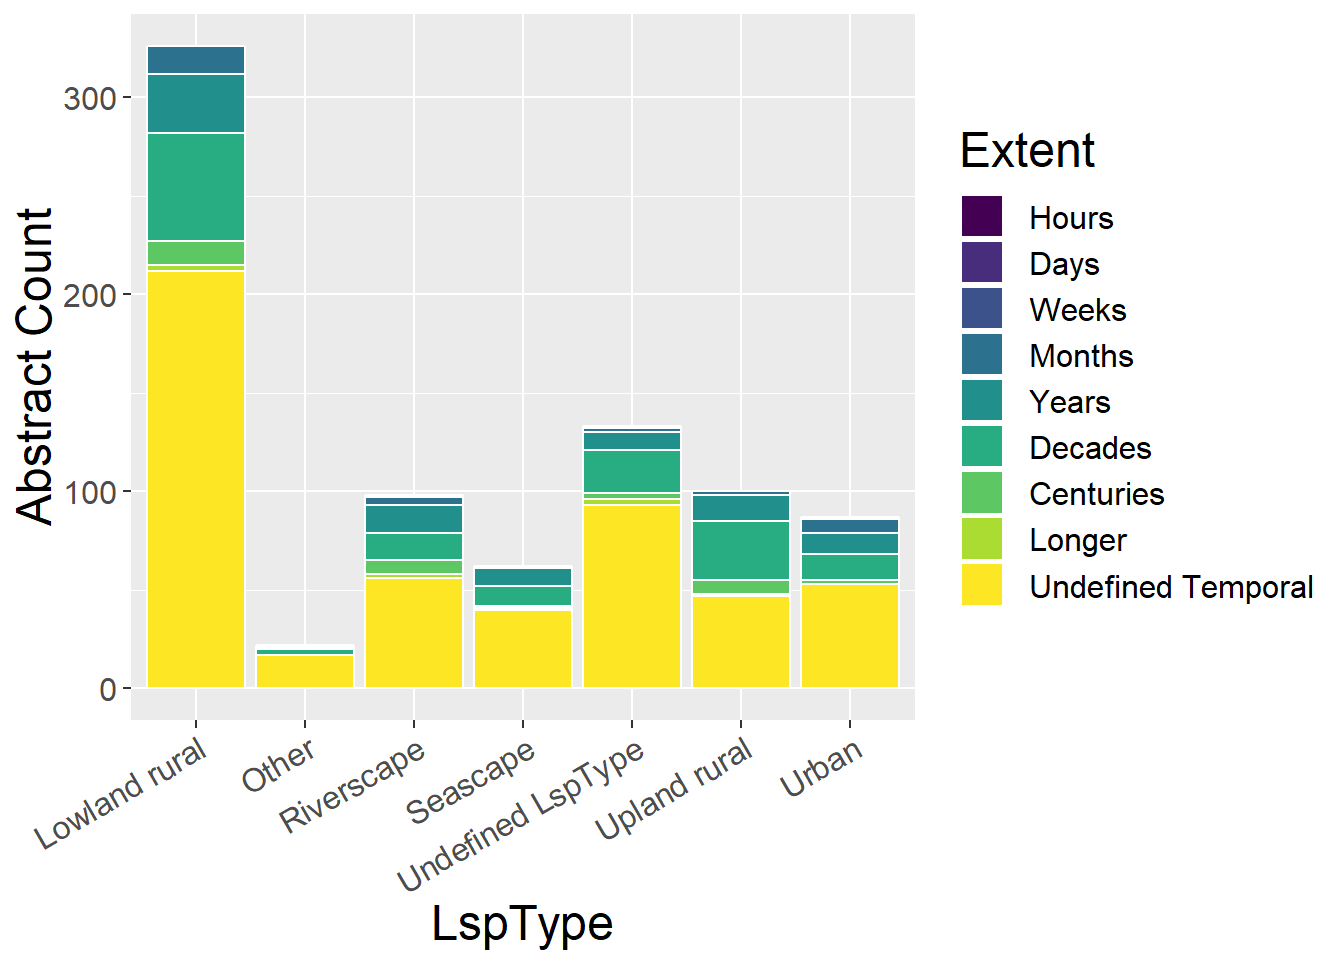 Abstract Count
300
200
100
0
Lowland rural
Other
Riverscape
Seascape
Undefined LspType
Upland rural
Urban
LspType
Extent
Hours
Days
Weeks
Months
Years
Decades
Centuries
Longer
Undefined Temporal